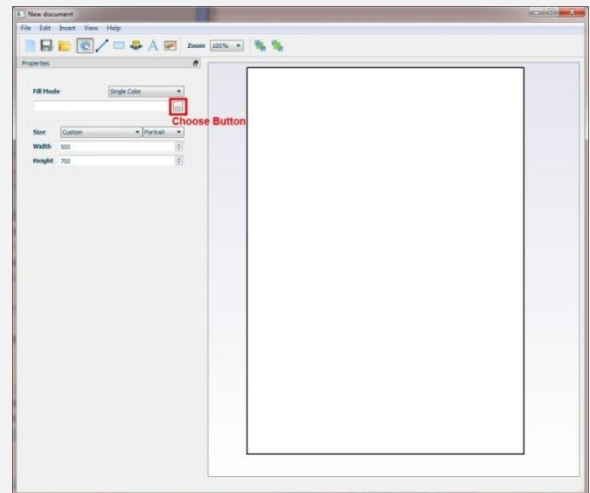 New document
File Edit Insert View Help
A Zoom 100%
Properties
Fill Mode Single Color
...
Choose Button
Size Custom Portrait
Width 500
Height 700